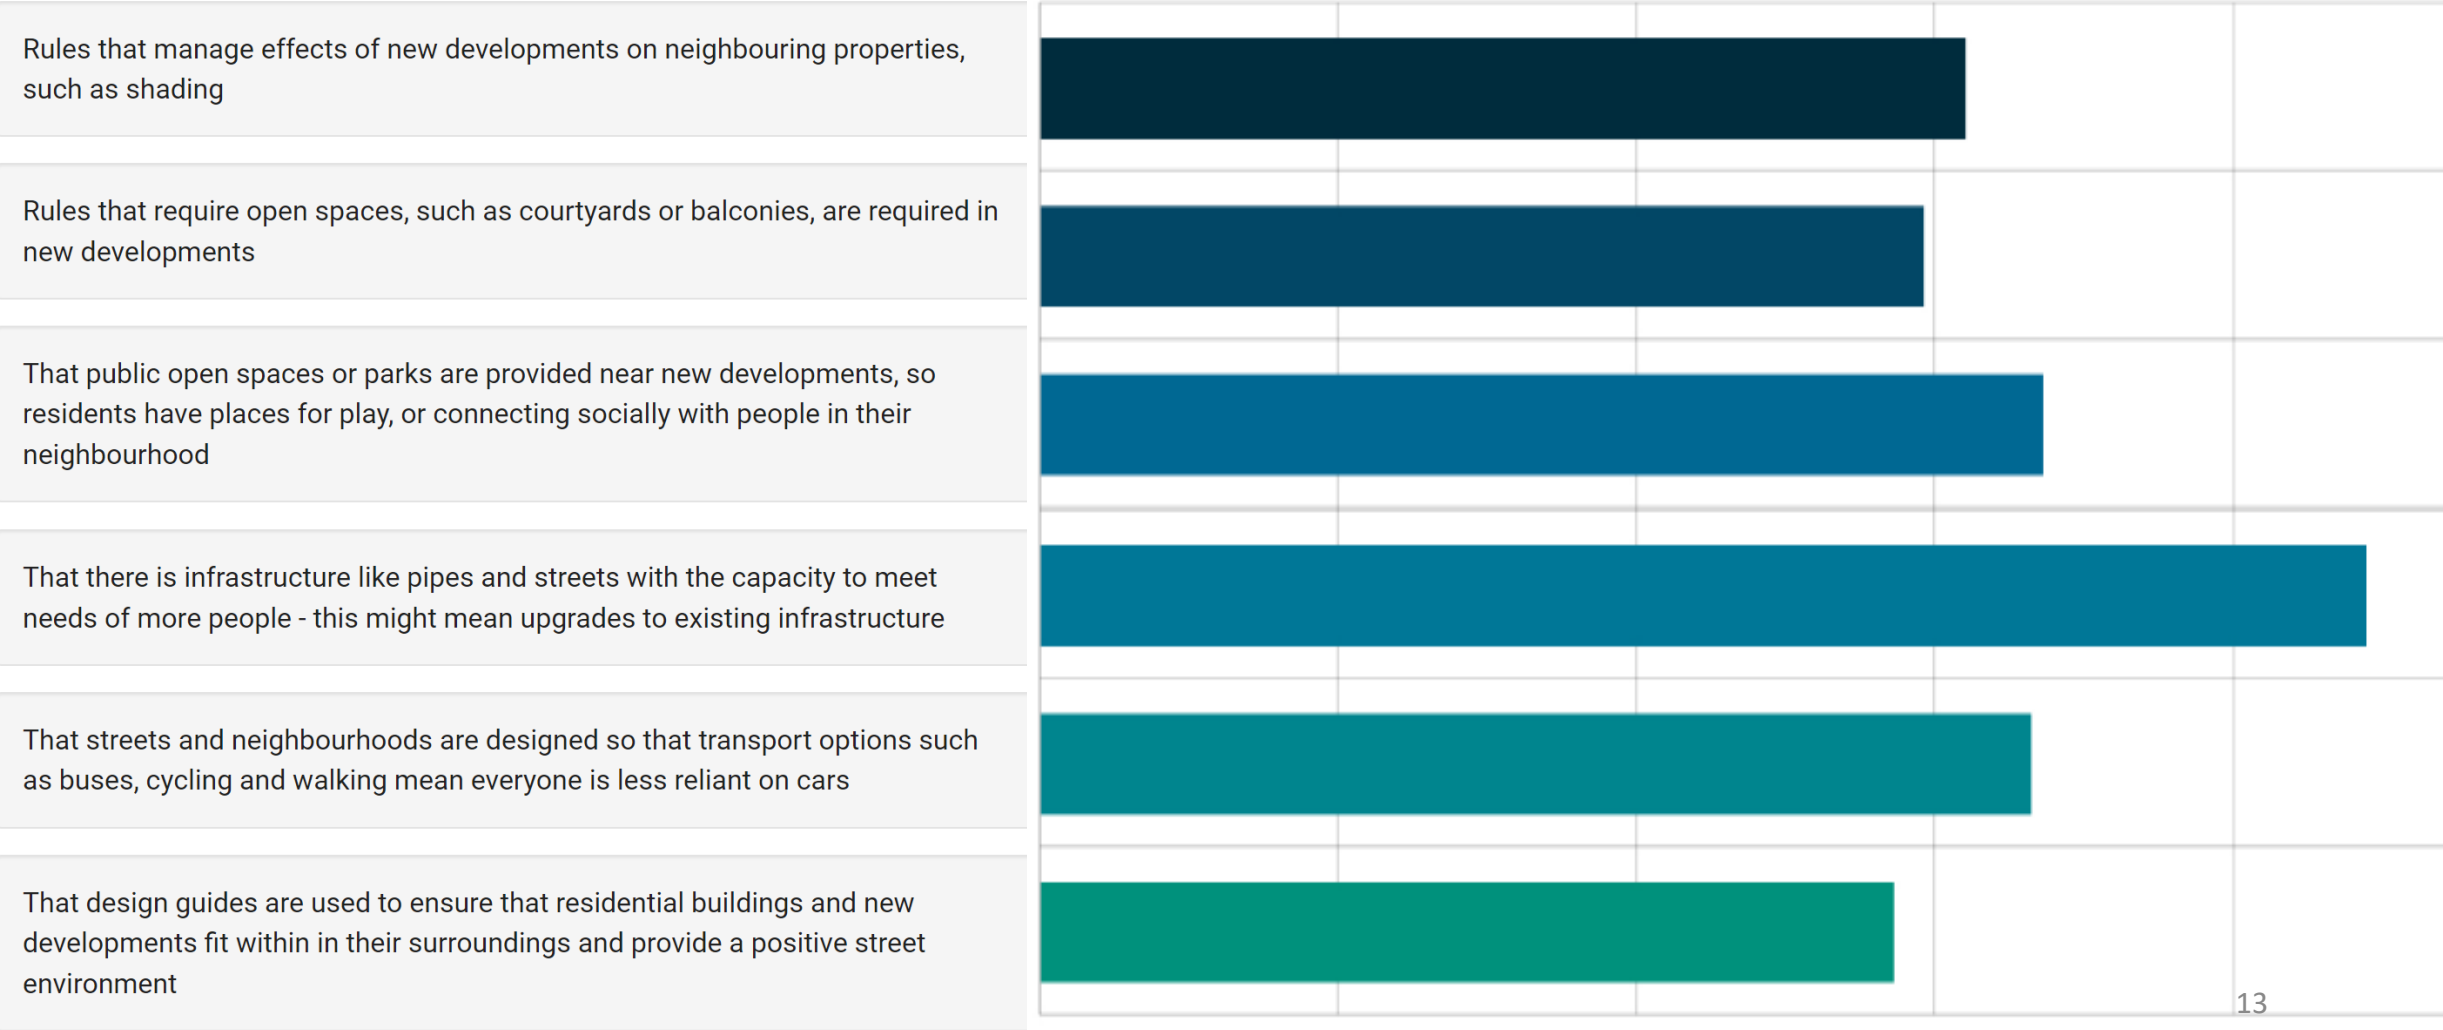 Rules that manage effects of new developments on neighbouring properties,
such as shading
Rules that require open spaces, such as courtyards or balconies, are required in
new developments
That public open spaces or parks are provided near new developments, so
residents have places for play, or connecting socially with people in their
neighbourhood
That there is infrastructure like pipes and streets with the capacity to meet
needs of more people - this might mean upgrades to existing infrastructure
That streets and neighbourhoods are designed so that transport options such
as buses, cycling and walking mean everyone is less reliant on cars
That design guides are used to ensure that residential buildings and new
developments fit within in their surroundings and provide a positive street
environment
13